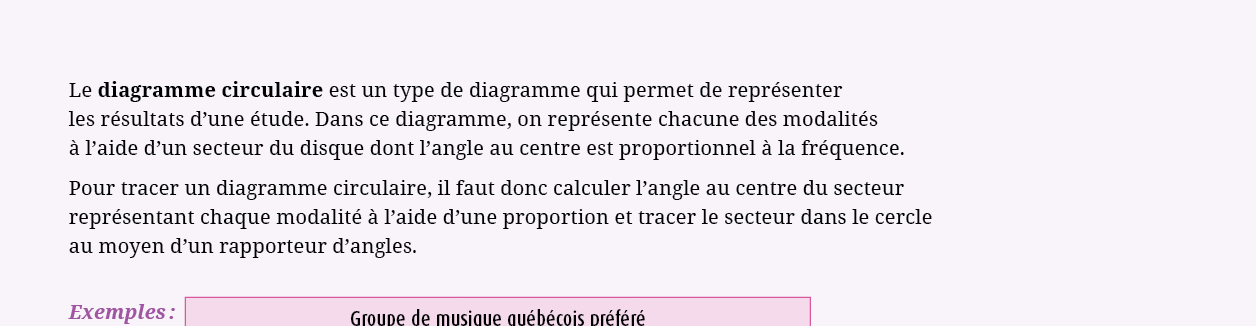 Le diagramme circulaire est un type de diagramme qui permet de représenter
les résultats d’une étude. Dans ce diagramme, on représente chacune des modalités
à l’aide d’un secteur du disque dont l’angle au centre est proportionnel à la fréquence.
Pour tracer un diagramme circulaire, il faut donc calculer l’angle au centre du secteur
représentant chaque modalité à l’aide d’une proportion et tracer le secteur dans le cercle
au moyen d’un rapporteur d’angles.
Exemples :
Groupe de musique québécois préféré